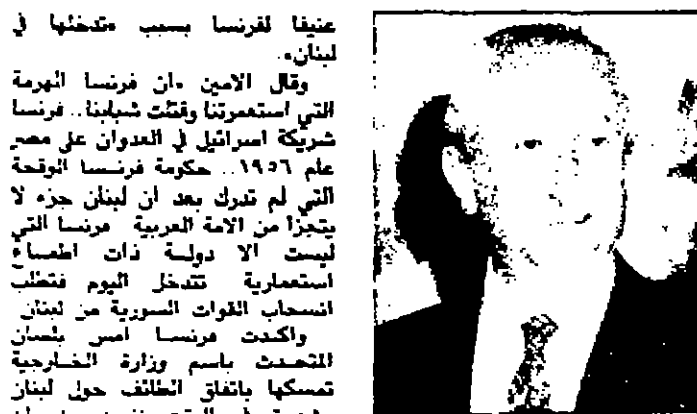 عنيفا لفرنسا بسبب «تدخلها في
لبنان».
وقال الامين «ان فرنسا الهرمة
التي استعمرتنا وقتلت شبابنا.. فرنسا
شريكة اسرائيل في العدوان على مصر
عام ١٩٥٦.. حكومة فرنسا الوقحة
التي لم تدرك بعد ان لبنان جزء لا
يتجزأ من الامة العربية فرنسا التي
ليست الا دولة ذات اطماع
استعمارية تتدخل اليوم فتطلب
انسحاب القوات السورية من لبنان
واكدت فرنسا امس بلسان
المتحدث باسم وزارة الخارجية
تمسكها باتفاق الطائف حول لبنان